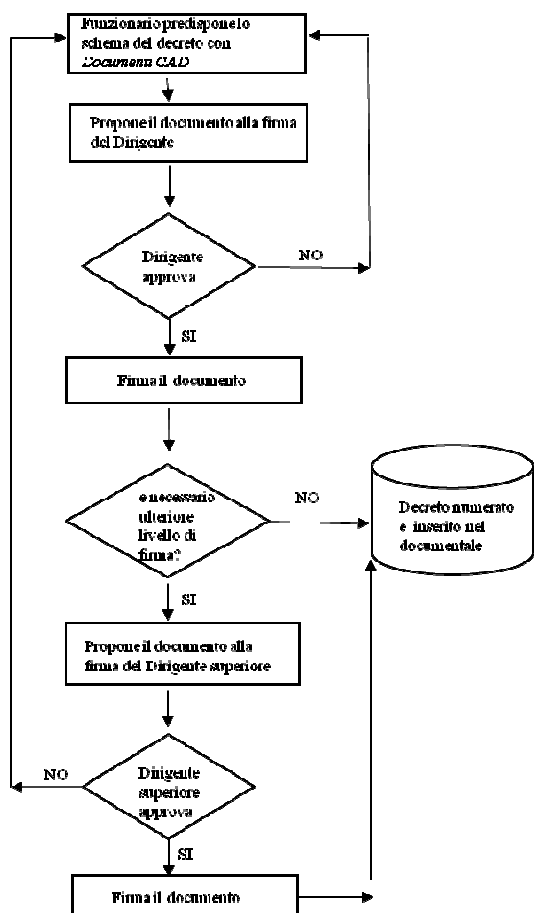 Funzionario predispone lo
schema del decreto con
Documenti CAD
Propone il documento alla firma
del Dirigente
Dirigente
approva
NO
SI
Firma il documento
e necessario
ulteriore
livello di
firma?
NO
Decreto numerato
e inserito nel
documentale
SI
Propone il documento alla
firma del Dirigente superiore
NO
Dirigente
superiore
approva
SI
Firma il documento